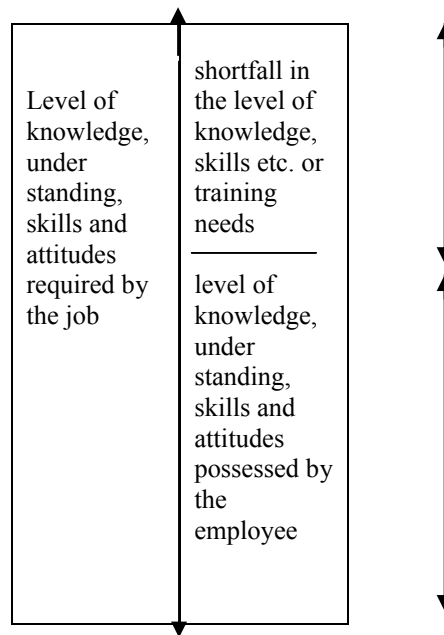 Level of
knowledge,
under
standing,
skills and
attitudes
required by
the job
shortfall in
the level of
knowledge,
skills etc. or
training
needs
level of
knowledge,
under
standing,
skills and
attitudes
possessed by
the
employee